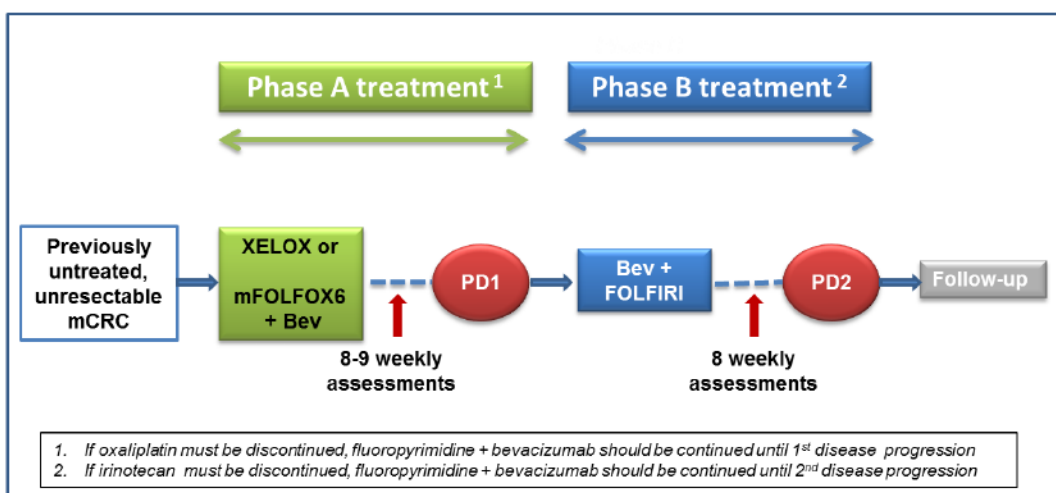 Phase A treatment 1
Phase B treatment 2
Previously
untreated,
unresectable
mCRC
XELOX or
mFOLFOX6
+ Bev
PD1
Bev +
FOLFIRI
PD2
Follow-up
8-9 weekly
assessments
8 weekly
assessments
1. If oxaliplatin must be discontinued, fluoropyrimidine + bevacizumab should be continued until 1st disease progression
2. If irinotecan must be discontinued, fluoropyrimidine + bevacizumab should be continued until 2nd disease progression